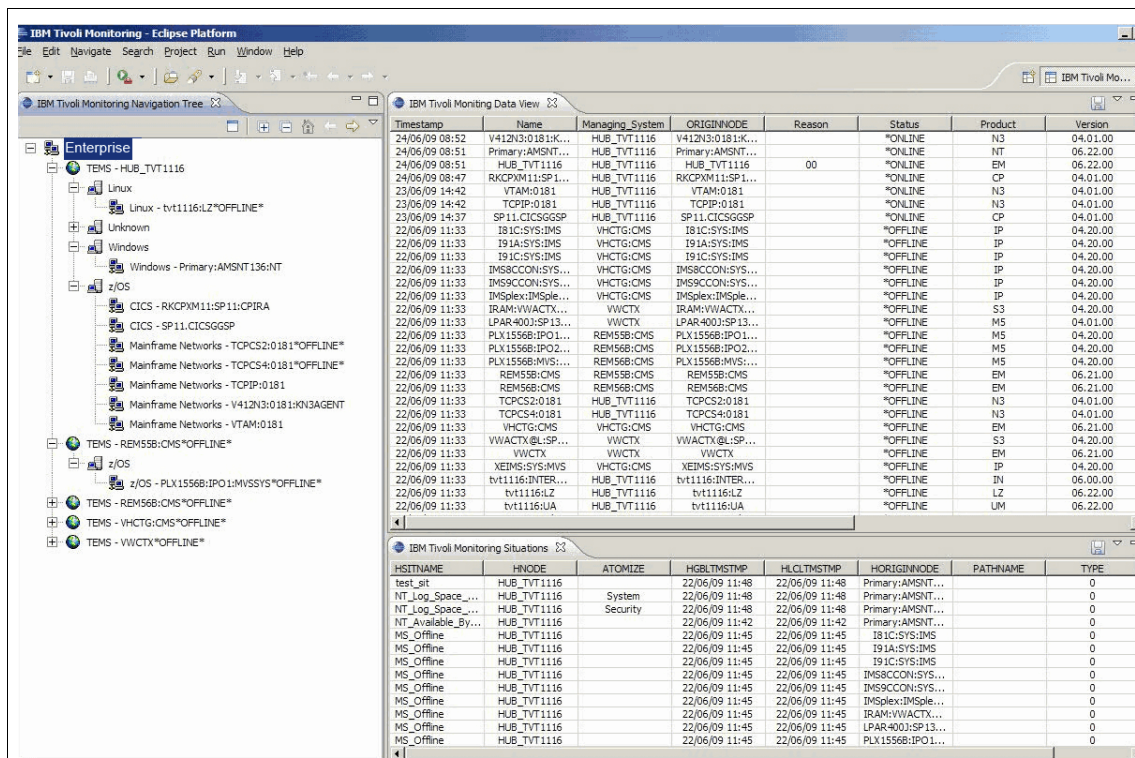 IBM Tivoli Monitoring - Eclipse Platform
File Edit Navigate Search Project Run Window Help
IBM Tivoli Mo...
IBM Tivoli Monitoring Navigation Tree
Enterprise
TEMS - HUB_TVT1116
Linux
Linux - tvt1116:LZ*OFFLINE*
Unknown
Windows
Windows - Primary:AMSNT136:NT
z/OS
CICS - RKCPXM11:SP11:CPIRA
CICS - SP11.CICSGGSP
Mainframe Networks - TCPCS2:0181*OFFLINE*
Mainframe Networks - TCPCS4:0181*OFFLINE*
Mainframe Networks - TCPIP:0181
Mainframe Networks - V412N3:0181:KN3AGENT
Mainframe Networks - VTAM:0181
TEMS - REM55B:CMS*OFFLINE*
z/OS
z/OS - PLX1556B:IPO1:MVSSYS*OFFLINE*
TEMS - REM56B:CMS*OFFLINE*
TEMS - VHCTG:CMS*OFFLINE*
TEMS - VWCTX*OFFLINE*
IBM Tivoli Moniting Data View
Timestamp Name Managing_System ORIGINNODE Reason Status Product Version
24/06/09 08:52 V412N3:0181:K... HUB_TVT1116 V412N3:0181:K... *ONLINE N3 04.01.00
24/06/09 08:51 Primary:AMSNT... HUB_TVT1116 Primary:AMSNT... *ONLINE NT 06.22.00
24/06/09 08:51 HUB_TVT1116 HUB_TVT1116 HUB_TVT1116 00 *ONLINE EM 06.22.00
24/06/09 08:47 RKCPXM11:SP1... HUB_TVT1116 RKCPXM11:SP1... *ONLINE CP 04.01.00
23/06/09 14:42 VTAM:0181 HUB_TVT1116 VTAM:0181 *ONLINE N3 04.01.00
23/06/09 14:42 TCPIP:0181 HUB_TVT1116 TCPIP:0181 *ONLINE N3 04.01.00
23/06/09 14:37 SP11.CICSGGSP HUB_TVT1116 SP11.CICSGGSP *ONLINE CP 04.01.00
22/06/09 11:33 I81C:SYS:IMS VHCTG:CMS I81C:SYS:IMS *OFFLINE IP 04.20.00
22/06/09 11:33 I91A:SYS:IMS VHCTG:CMS I91A:SYS:IMS *OFFLINE IP 04.20.00
22/06/09 11:33 I91C:SYS:IMS VHCTG:CMS I91C:SYS:IMS *OFFLINE IP 04.20.00
22/06/09 11:33 IMS8CCON:SYS... VHCTG:CMS IMS8CCON:SYS... *OFFLINE IP 04.20.00
22/06/09 11:33 IMS9CCON:SYS... VHCTG:CMS IMS9CCON:SYS... *OFFLINE IP 04.20.00
22/06/09 11:33 IMSplex:IMSple... VHCTG:CMS IMSplex:IMSple... *OFFLINE IP 04.20.00
22/06/09 11:33 IRAM:VWACTX... VWCTX IRAM:VWACTX... *OFFLINE S3 04.20.00
22/06/09 11:33 LPAR400J:SP13... VWCTX LPAR400J:SP13... *OFFLINE M5 04.01.00
22/06/09 11:33 PLX1556B:IPO1... REM55B:CMS PLX1556B:IPO1... *OFFLINE M5 04.20.00
22/06/09 11:33 PLX1556B:IPO2... REM56B:CMS PLX1556B:IPO2... *OFFLINE M5 04.20.00
22/06/09 11:33 PLX1556B:MVS:... REM56B:CMS PLX1556B:MVS:... *OFFLINE M5 04.20.00
22/06/09 11:33 REM55B:CMS REM55B:CMS REM55B:CMS *OFFLINE EM 06.21.00
22/06/09 11:33 REM56B:CMS REM56B:CMS REM56B:CMS *OFFLINE EM 06.21.00
22/06/09 11:33 TCPCS2:0181 HUB_TVT1116 TCPCS2:0181 *OFFLINE N3 04.01.00
22/06/09 11:33 TCPCS4:0181 HUB_TVT1116 TCPCS4:0181 *OFFLINE N3 04.01.00
22/06/09 11:33 VHCTG:CMS VHCTG:CMS VHCTG:CMS *OFFLINE EM 06.21.00
22/06/09 11:33 VWACTX@L:SP... VWCTX VWACTX@L:SP... *OFFLINE S3 04.20.00
22/06/09 11:33 VWCTX VWCTX VWCTX *OFFLINE EM 06.21.00
22/06/09 11:33 XEIMS:SYS:MVS VHCTG:CMS XEIMS:SYS:MVS *OFFLINE IP 04.20.00
22/06/09 11:33 tvt1116:INTER... HUB_TVT1116 tvt1116:INTER... *OFFLINE IN 06.00.00
22/06/09 11:33 tvt1116:LZ HUB_TVT1116 tvt1116:LZ *OFFLINE LZ 06.22.00
22/06/09 11:33 tvt1116:UA HUB_TVT1116 tvt1116:UA *OFFLINE UM 06.22.00
IBM Tivoli Monitoring Situations
HSITNAME HNODE ATOMIZE HGBLTMSTMP HLCLTMSTMP HORIGINNODE PATHNAME TYPE
test_sit HUB_TVT1116 22/06/09 11:48 22/06/09 11:48 Primary:AMSNT... 0
NT_Log_Space_... HUB_TVT1116 System 22/06/09 11:48 22/06/09 11:48 Primary:AMSNT... 0
NT_Log_Space_... HUB_TVT1116 Security 22/06/09 11:48 22/06/09 11:48 Primary:AMSNT... 0
NT_Available_By... HUB_TVT1116 22/06/09 11:42 22/06/09 11:42 Primary:AMSNT... 0
MS_Offline HUB_TVT1116 22/06/09 11:45 22/06/09 11:45 I81C:SYS:IMS 0
MS_Offline HUB_TVT1116 22/06/09 11:45 22/06/09 11:45 I91A:SYS:IMS 0
MS_Offline HUB_TVT1116 22/06/09 11:45 22/06/09 11:45 I91C:SYS:IMS 0
MS_Offline HUB_TVT1116 22/06/09 11:45 22/06/09 11:45 IMS8CCON:SYS... 0
MS_Offline HUB_TVT1116 22/06/09 11:45 22/06/09 11:45 IMS9CCON:SYS... 0
MS_Offline HUB_TVT1116 22/06/09 11:45 22/06/09 11:45 IMSplex:IMSple... 0
MS_Offline HUB_TVT1116 22/06/09 11:45 22/06/09 11:45 IRAM:VWACTX... 0
MS_Offline HUB_TVT1116 22/06/09 11:45 22/06/09 11:45 LPAR400J:SP13... 0
MS_Offline HUB_TVT1116 22/06/09 11:45 22/06/09 11:45 PLX1556B:IPO1... 0